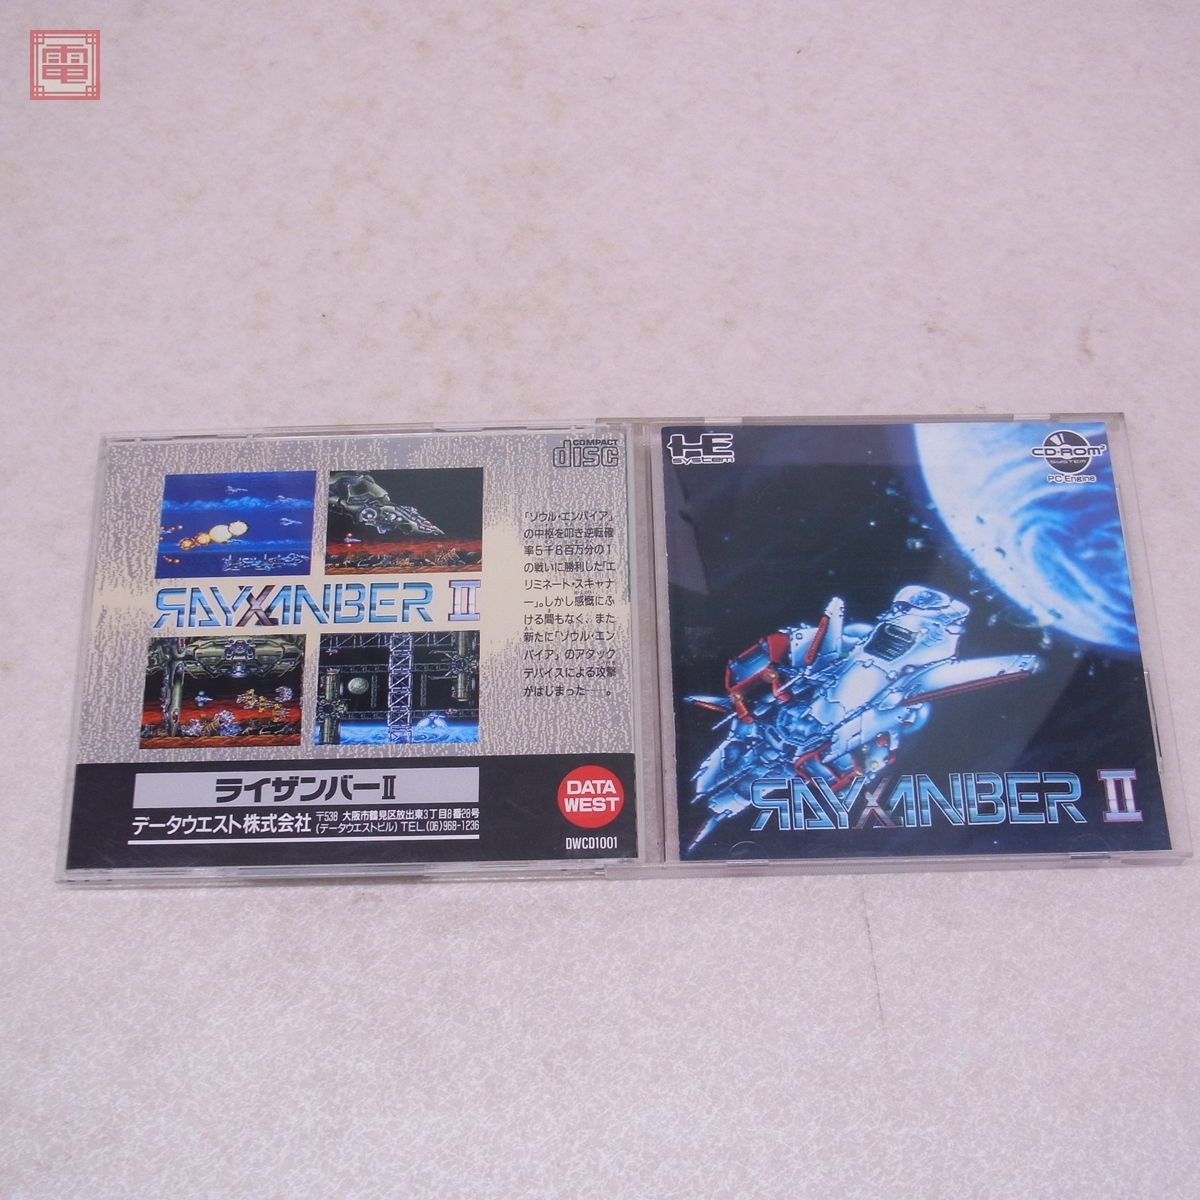 電
COMPACT
disc
「ゾウル・エンパイア」
の中枢を叩き逆転確
率5千6百万分の1
の戦いに勝利した「エ
リミネート・スキャナ
ー」。しかし感慨にふ
ける間もなく、また
新たに「ゾウル・エン
パイア」のアタック
デバイスによる攻撃
がはじまった──。
RAYXANBER II
ライザンバーII
データウエスト株式会社
〒538 大阪市鶴見区放出東3丁目8番28号
(データウエストビル) TEL.(06)968-1236
DATA
WEST
DWCD1001
HE
SYSTEM
CD-ROM²
SYSTEM
PC Engine
RAYXANBER II